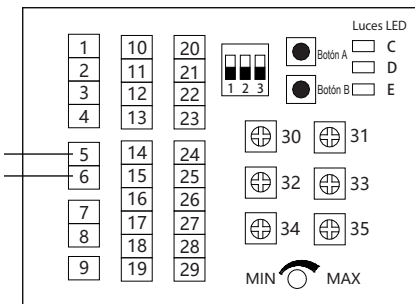 Luces LED
1 10 20 Botón A C
2 11 21 D
3 12 22 1 2 3 Botón B E
4 13 23
30 31
5 14 24
6 15 25 32 33
16 26
7 17 27 34 35
8 18 28
9 19 29 MIN MAX